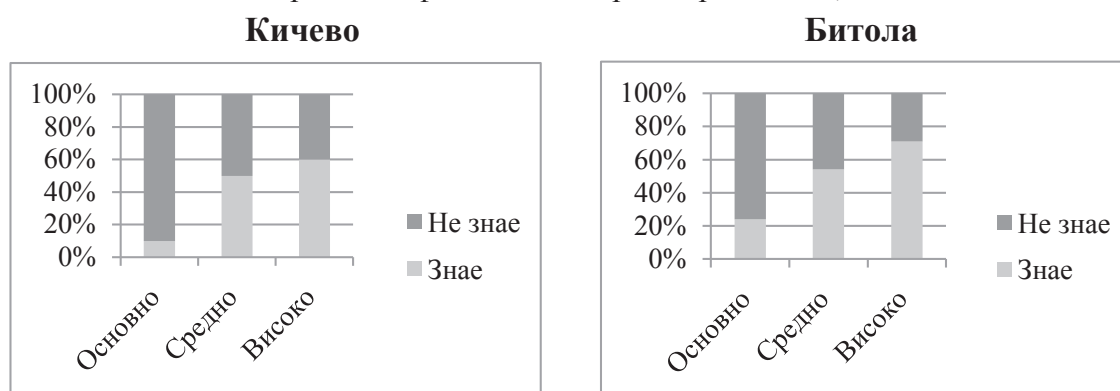 Кичево
100%
80%
60%
40%
20%
0%
Основно
Средно
Високо
Не знае
Знае
Битола
100%
80%
60%
40%
20%
0%
Основно
Средно
Високо
Не знае
Знае